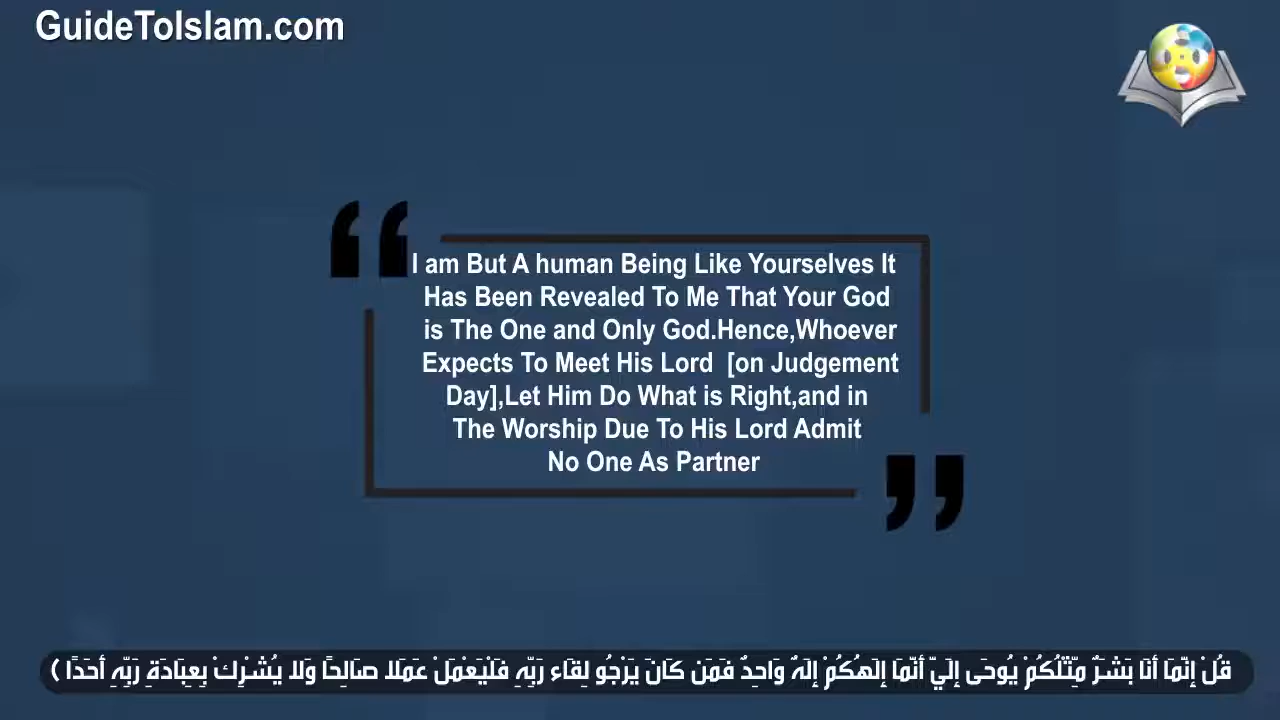 GuideToIslam.com
I am But A human Being Like Yourselves It
Has Been Revealed To Me That Your God
is The One and Only God.Hence,Whoever
Expects To Meet His Lord [on Judgement
Day],Let Him Do What is Right,and in
The Worship Due To His Lord Admit
No One As Partner
قُلْ إِنَّمَا أَنَا بَشَرٌ مِّثْلُكُمْ يُوحَى إِلَيَّ أَنَّمَا إِلَهُكُمْ إِلَهٌ وَاحِدٌ فَمَن كَانَ يَرْجُو لِقَاء رَبِّهِ فَلْيَعْمَلْ عَمَلًا صَالِحًا وَلا يُشْرِكْ بِعِبَادَةِ رَبِّهِ أَحَدًا )